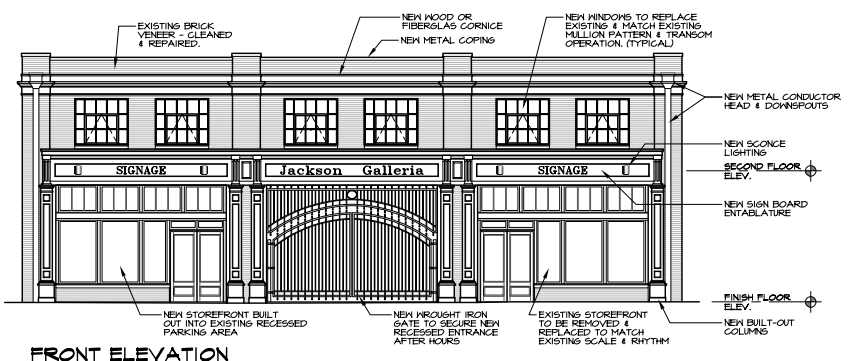 EXISTING BRICK
VENEER - CLEANED
& REPAIRED.
NEW WOOD OR
FIBERGLAS CORNICE
NEW METAL COPING
NEW WINDOWS TO REPLACE
EXISTING & MATCH EXISTING
MULLION PATTERN & TRANSOM
OPERATION. (TYPICAL)
NEW METAL CONDUCTOR
HEAD & DOWNSPOUTS
NEW SCONCE
LIGHTING
SECOND FLOOR
ELEV.
SIGNAGE
Jackson Galleria
SIGNAGE
NEW SIGN BOARD
ENTABLATURE
FINISH FLOOR
ELEV.
NEW BUILT-OUT
COLUMNS
NEW STOREFRONT BUILT
OUT INTO EXISTING RECESSED
PARKING AREA
NEW WROUGHT IRON
GATE TO SECURE NEW
RECESSED ENTRANCE
AFTER HOURS
EXISTING STOREFRONT
TO BE REMOVED &
REPLACED TO MATCH
EXISTING SCALE & RHYTHM
FRONT ELEVATION